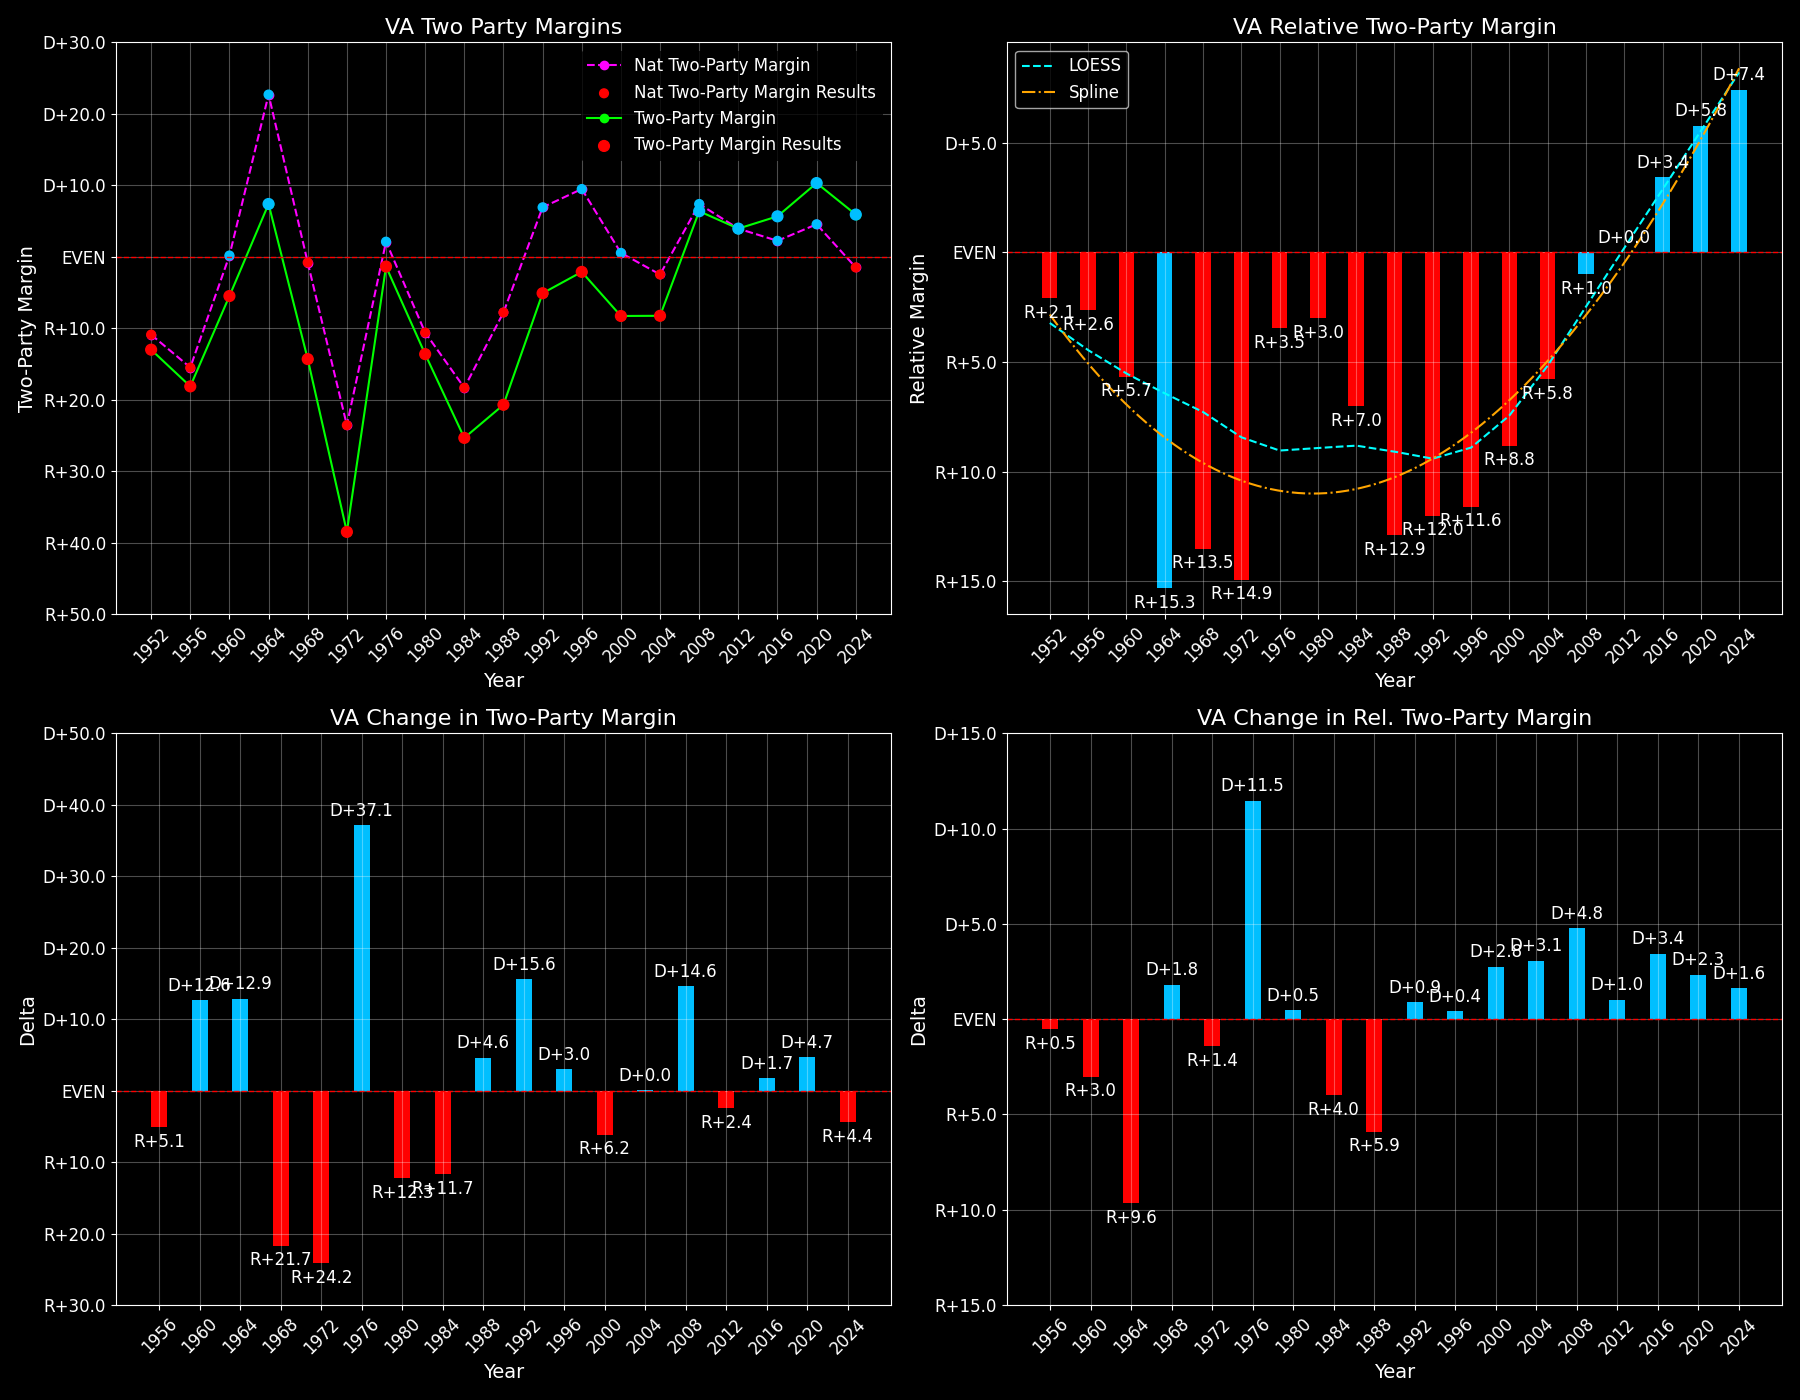 VA Two Party Margins
D+30.0
D+20.0
D+10.0
EVEN
R+10.0
R+20.0
R+30.0
R+40.0
R+50.0
Two-Party Margin
Nat Two-Party Margin
Nat Two-Party Margin Results
Two-Party Margin
Two-Party Margin Results
1952 1956 1960 1964 1968 1972 1976 1980 1984 1988 1992 1996 2000 2004 2008 2012 2016 2020 2024
Year
VA Relative Two-Party Margin
LOESS
Spline
D+5.0
EVEN
R+5.0
R+10.0
R+15.0
Relative Margin
R+2.1
R+2.6
R+5.7
R+15.3
R+13.5
R+14.9
R+3.5
R+3.0
R+7.0
R+12.9
R+12.0
R+11.6
R+8.8
R+5.8
R+1.0
D+0.0
D+3.4
D+5.8
D+7.4
1952 1956 1960 1964 1968 1972 1976 1980 1984 1988 1992 1996 2000 2004 2008 2012 2016 2020 2024
Year
VA Change in Two-Party Margin
D+50.0
D+40.0
D+30.0
D+20.0
D+10.0
EVEN
R+10.0
R+20.0
R+30.0
Delta
R+5.1
D+12.6
D+12.9
R+21.7
R+24.2
D+37.1
R+12.3
R+11.7
D+4.6
D+15.6
D+3.0
R+6.2
D+0.0
D+14.6
R+2.4
D+1.7
D+4.7
R+4.4
1956 1960 1964 1968 1972 1976 1980 1984 1988 1992 1996 2000 2004 2008 2012 2016 2020 2024
Year
VA Change in Rel. Two-Party Margin
D+15.0
D+10.0
D+5.0
EVEN
R+5.0
R+10.0
R+15.0
Delta
R+0.5
R+3.0
R+9.6
D+1.8
R+1.4
D+11.5
D+0.5
R+4.0
R+5.9
D+0.9
D+0.4
D+2.8
D+3.1
D+4.8
D+1.0
D+3.4
D+2.3
D+1.6
1956 1960 1964 1968 1972 1976 1980 1984 1988 1992 1996 2000 2004 2008 2012 2016 2020 2024
Year